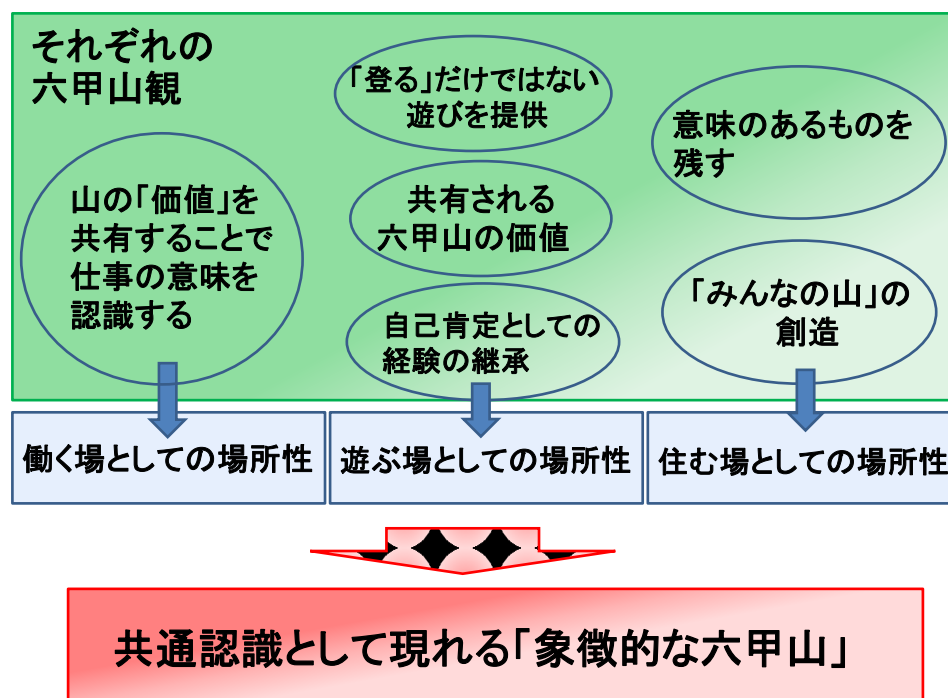 それぞれの
六甲山観
山の「価値」を
共有することで
仕事の意味を
認識する
「登る」だけではない
遊びを提供
共有される
六甲山の価値
自己肯定としての
経験の継承
意味のあるものを
残す
「みんなの山」の
創造
働く場としての場所性
遊ぶ場としての場所性
住む場としての場所性
共通認識として現れる「象徴的な六甲山」